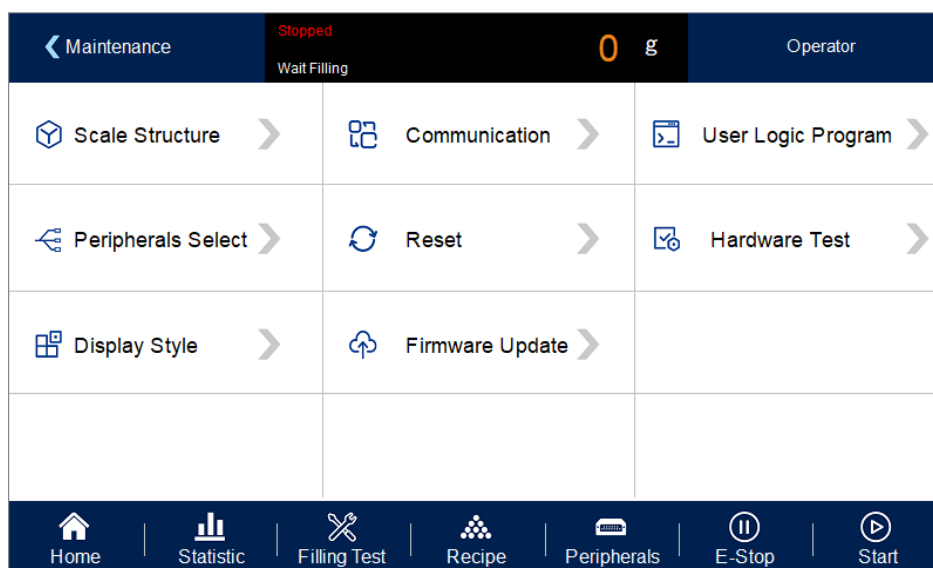 Maintenance
Stopped
Wait Filling
0 g
Operator
Scale Structure
Communication
User Logic Program
Peripherals Select
Reset
Hardware Test
Display Style
Firmware Update
Home
Statistic
Filling Test
Recipe
Peripherals
E-Stop
Start